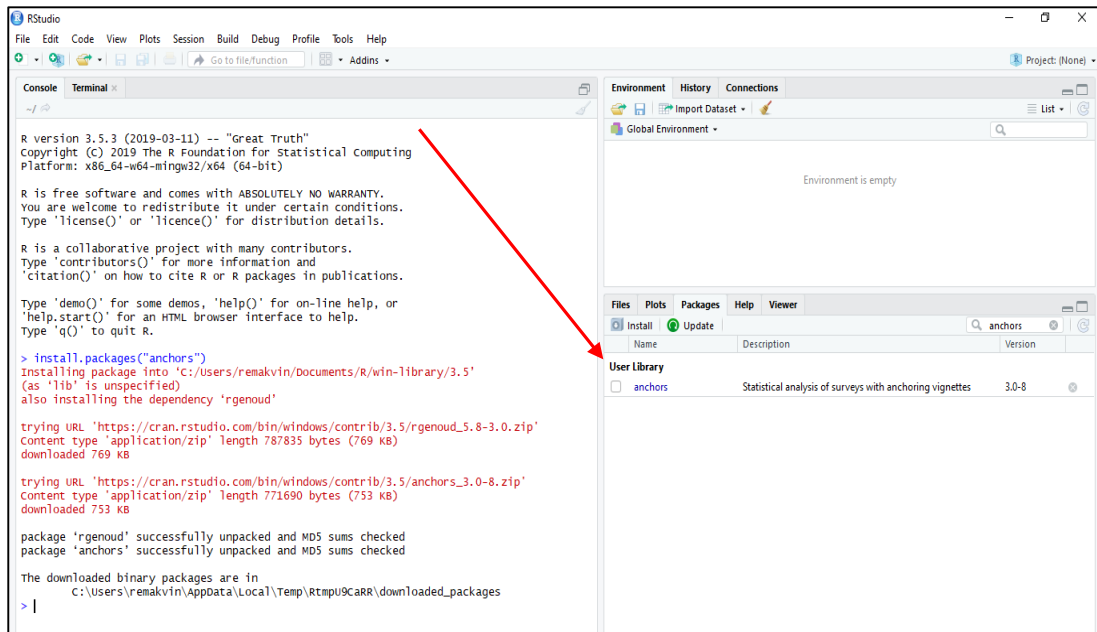 RStudio
File Edit Code View Plots Session Build Debug Profile Tools Help
Go to file/function Addins Project: (None)
Console Terminal
~/
R version 3.5.3 (2019-03-11) -- "Great Truth"
Copyright (C) 2019 The R Foundation for Statistical Computing
Platform: x86_64-w64-mingw32/x64 (64-bit)
R is free software and comes with ABSOLUTELY NO WARRANTY.
You are welcome to redistribute it under certain conditions.
Type 'license()' or 'licence()' for distribution details.
R is a collaborative project with many contributors.
Type 'contributors()' for more information and
'citation()' on how to cite R or R packages in publications.
Type 'demo()' for some demos, 'help()' for on-line help, or
'help.start()' for an HTML browser interface to help.
Type 'q()' to quit R.
> install.packages("anchors")
Installing package into ‘C:/Users/remakvin/Documents/R/win-library/3.5’
(as ‘lib’ is unspecified)
also installing the dependency ‘rgenoud’
trying URL 'https://cran.rstudio.com/bin/windows/contrib/3.5/rgenoud_5.8-3.0.zip'
Content type 'application/zip' length 787835 bytes (769 KB)
downloaded 769 KB
trying URL 'https://cran.rstudio.com/bin/windows/contrib/3.5/anchors_3.0-8.zip'
Content type 'application/zip' length 771690 bytes (753 KB)
downloaded 753 KB
package ‘rgenoud’ successfully unpacked and MD5 sums checked
package ‘anchors’ successfully unpacked and MD5 sums checked
The downloaded binary packages are in
C:\Users\remakvin\AppData\Local\Temp\RtmpU9CaRR\downloaded_packages
>
Environment History Connections
Import Dataset List
Global Environment
Environment is empty
Files Plots Packages Help Viewer
Install Update anchors
Name Description Version
User Library
anchors Statistical analysis of surveys with anchoring vignettes 3.0-8